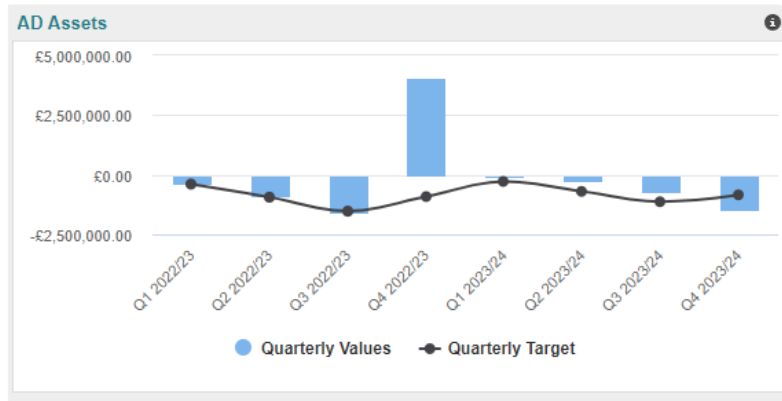 AD Assets
£5,000,000.00
£2,500,000.00
£0.00
-£2,500,000.00
Q1 2022/23
Q2 2022/23
Q3 2022/23
Q4 2022/23
Q1 2023/24
Q2 2023/24
Q3 2023/24
Q4 2023/24
Quarterly Values
Quarterly Target